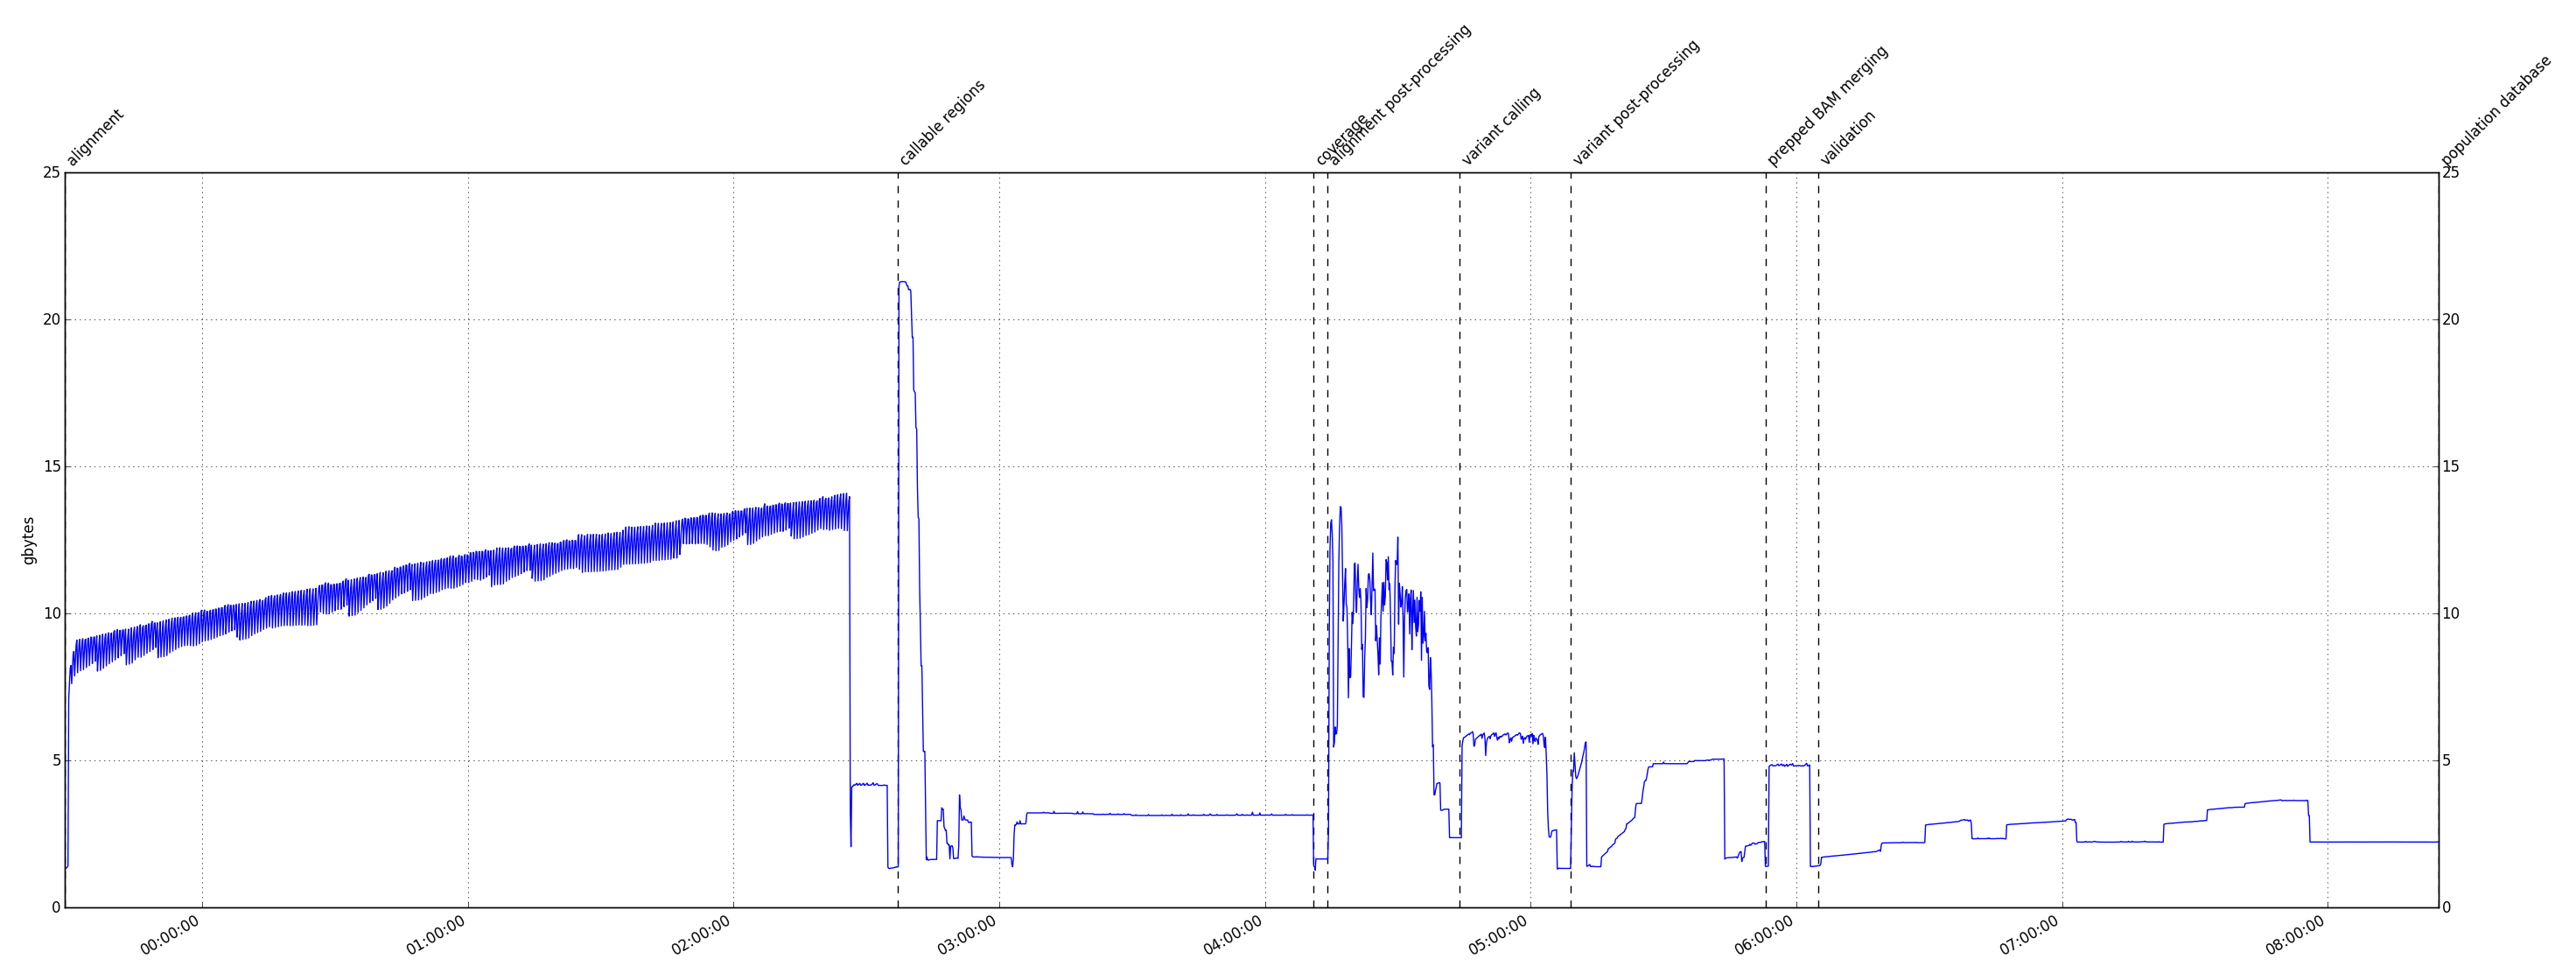 alignment
callable regions
coverage
alignment post-processing
variant calling
variant post-processing
prepped BAM merging
validation
population database
25
25
20
20
15
15
10
10
5
5
0
0
gbytes
00:00:00
01:00:00
02:00:00
03:00:00
04:00:00
05:00:00
06:00:00
07:00:00
08:00:00